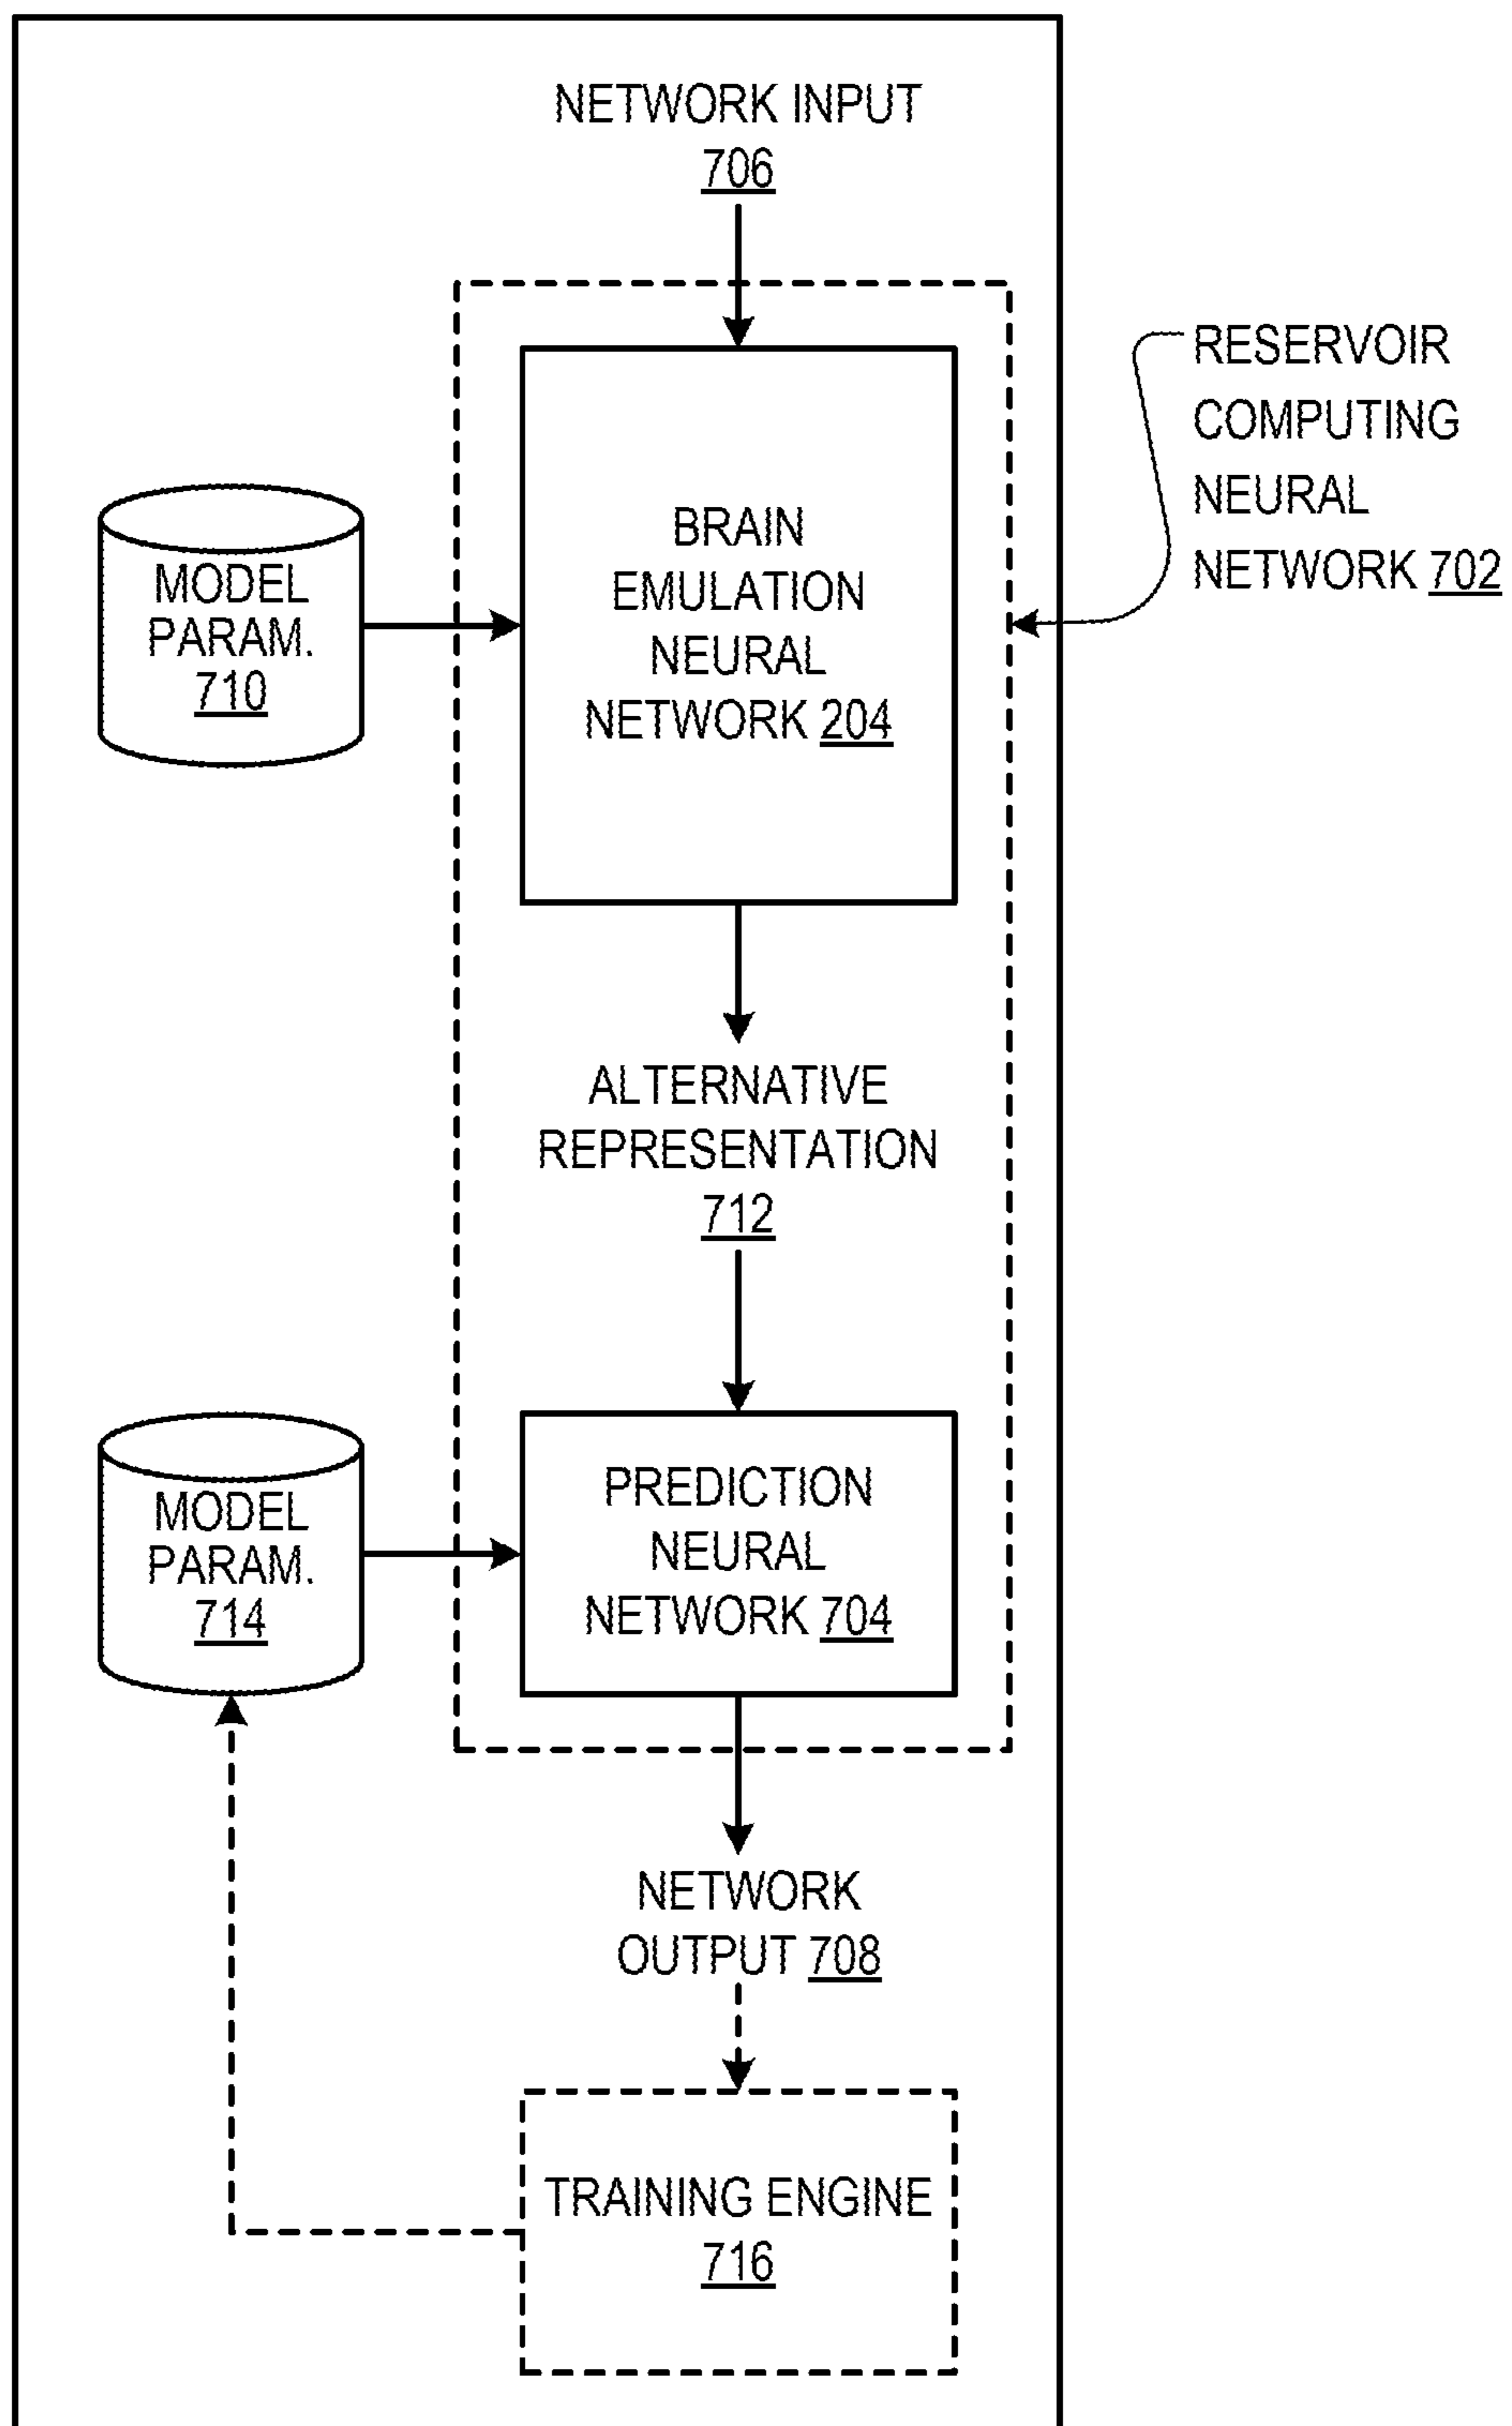 NETWORK INPUT
706
RESERVOIR
COMPUTING
NEURAL
NETWORK 702
BRAIN
EMULATION
NEURAL
NETWORK 204
MODEL
PARAM.
710
ALTERNATIVE
REPRESENTATION
712
PREDICTION
NEURAL
NETWORK 704
MODEL
PARAM.
714
NETWORK
OUTPUT 708
TRAINING ENGINE
716